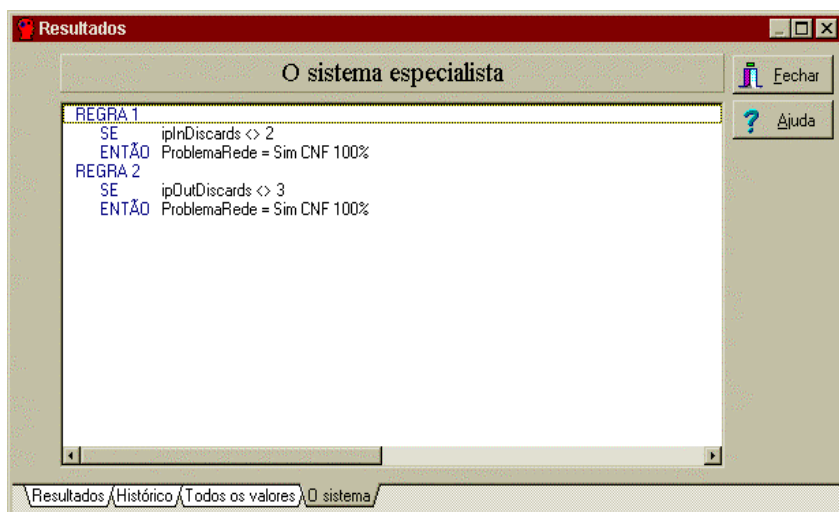 Resultados
O sistema especialista
Fechar
Ajuda
REGRA 1
SE ipInDiscards <> 2
ENTÃO ProblemaRede = Sim CNF 100%
REGRA 2
SE ipOutDiscards <> 3
ENTÃO ProblemaRede = Sim CNF 100%
Resultados Histórico Todos os valores O sistema